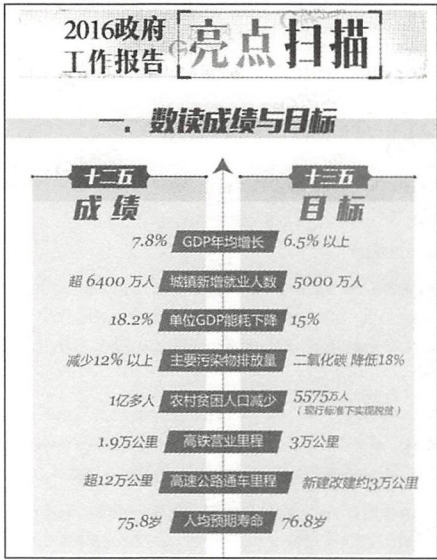 2016政府
工作报告
亮点扫描
一. 数读成绩与目标
十二五
成绩
十三五
目标
7.8% GDP年均增长 6.5% 以上
超 6400 万人 城镇新增就业人数 5000 万人
18.2% 单位GDP能耗下降 15%
减少12% 以上 主要污染物排放量 二氧化碳 降低18%
1亿多人 农村贫困人口减少 5575万人
(现行标准下实现脱贫)
1.9万公里 高铁营业里程 3万公里
超12万公里 高速公路通车里程 新建改建约3万公里
75.8岁 人均预期寿命 76.8岁